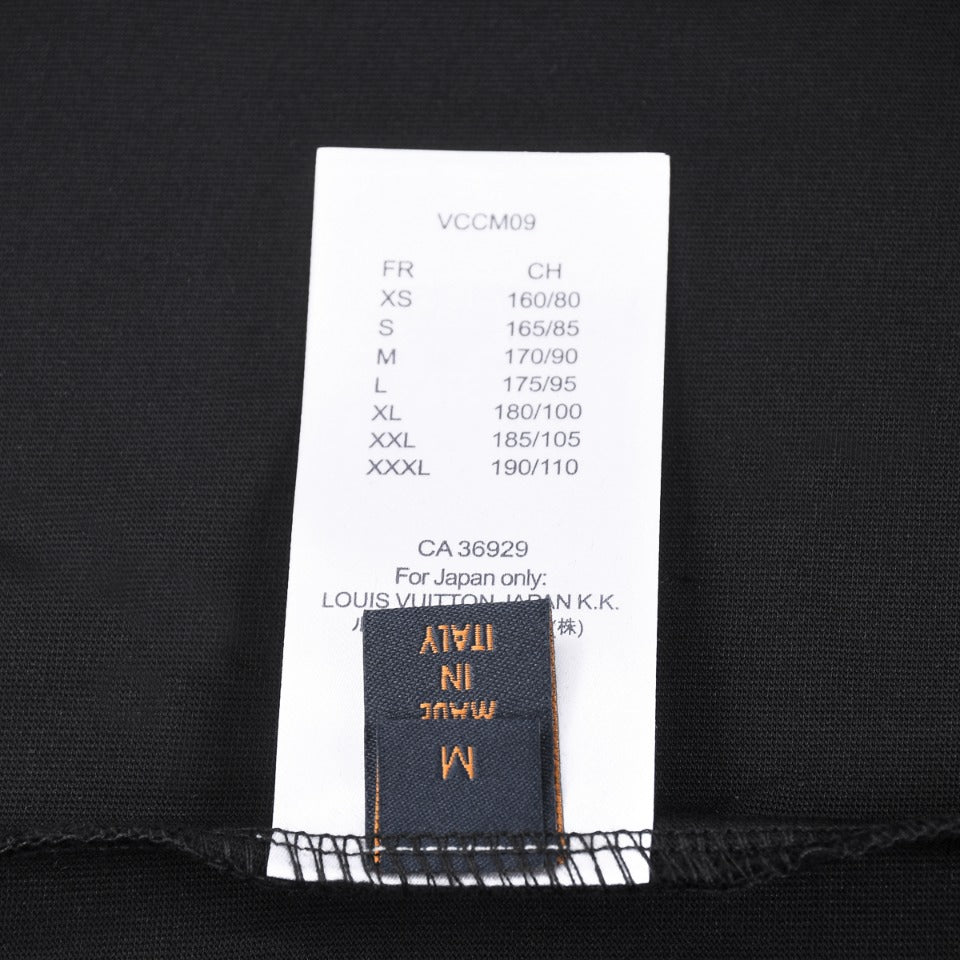 VCCM09
FR CH
XS 160/80
S 165/85
M 170/90
L 175/95
XL 180/100
XXL 185/105
XXXL 190/110
CA 36929
For Japan only:
LOUIS VUITTON JAPAN K.K.
(株)
ITALY
IN
MADE
M